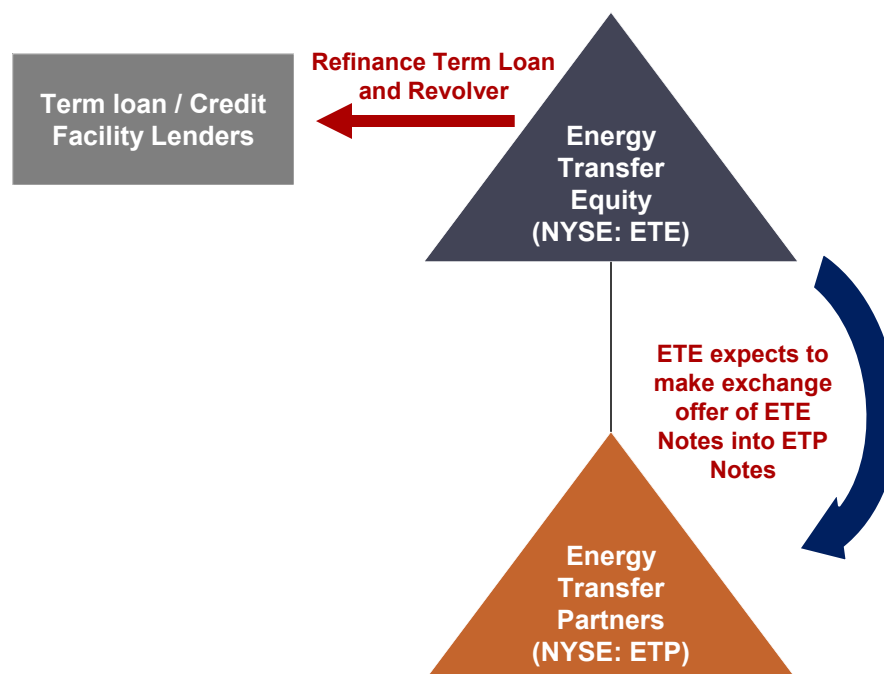 Refinance Term Loan
and Revolver
Term loan / Credit
Facility Lenders
Energy
Transfer
Equity
(NYSE: ETE)
ETE expects to
make exchange
offer of ETE
Notes into ETP
Notes
Energy
Transfer
Partners
(NYSE: ETP)